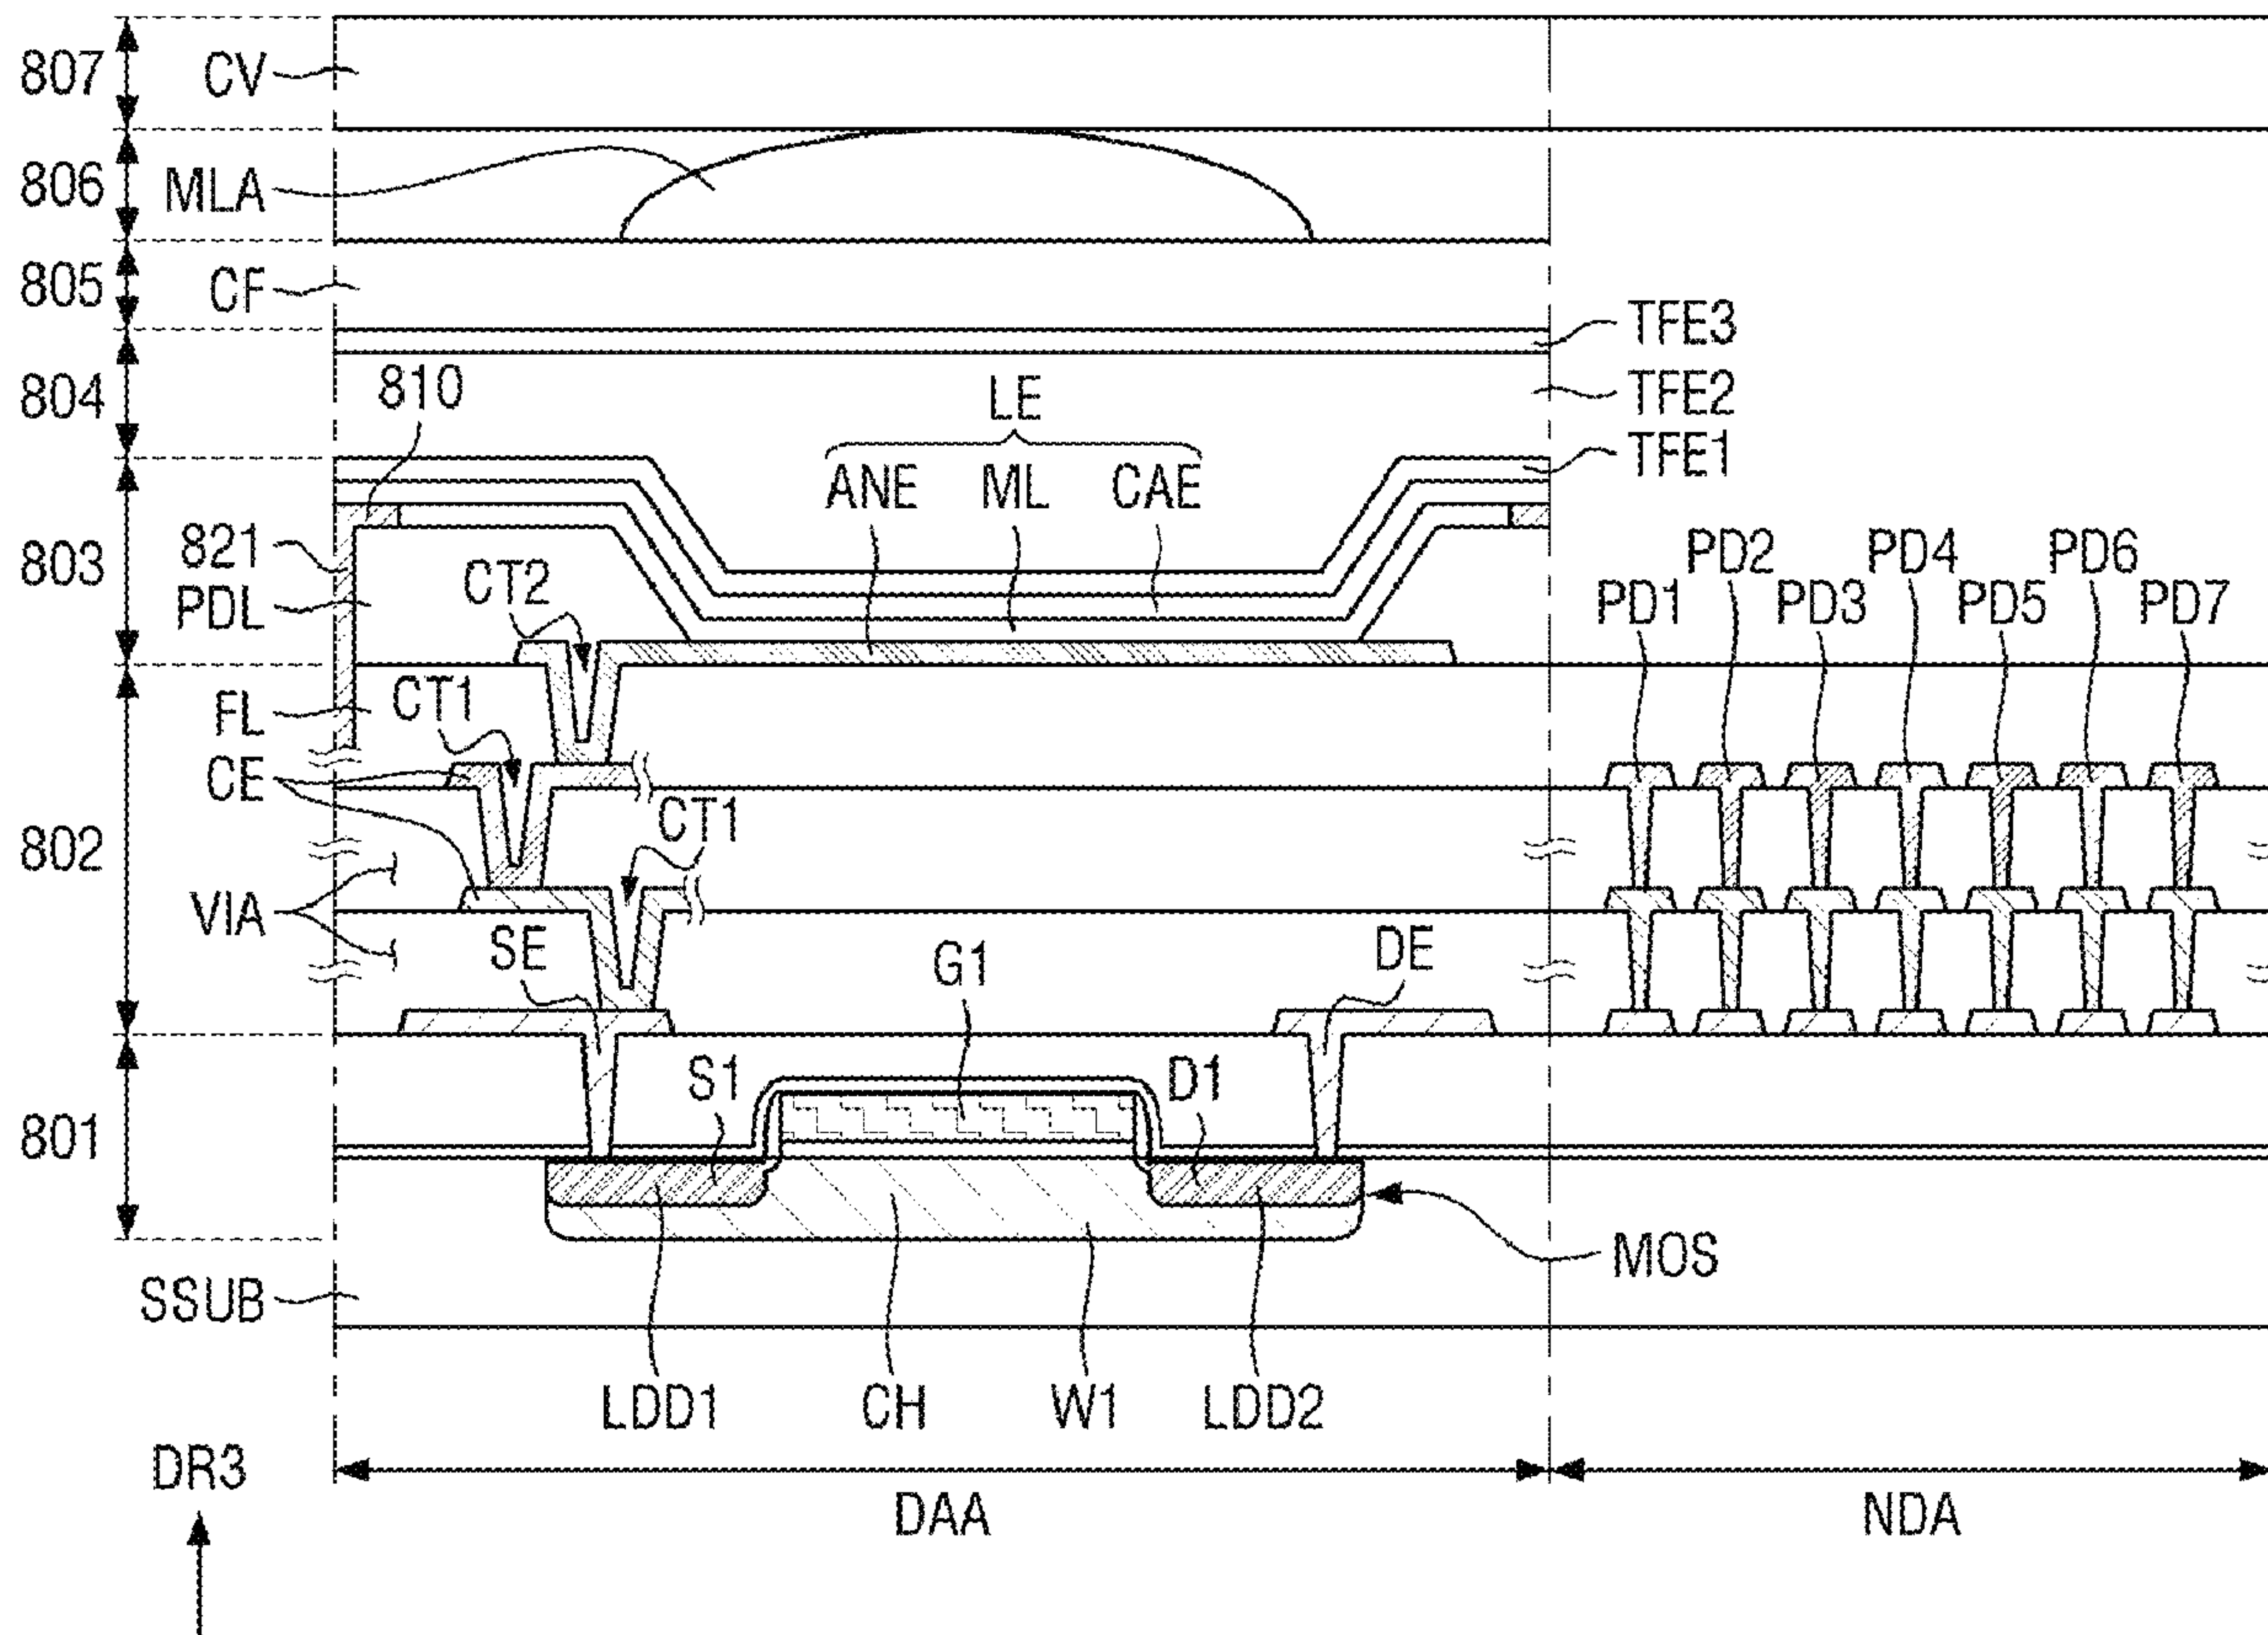 807
CV
806
MLA
805
CF
TFE3
804
810
LE
TFE2
TFE1
ANE
ML
CAE
803
821
PDL
CT2
PD1
PD2
PD3
PD4
PD5
PD6
PD7
FL
CT1
CE
802
CT1
VIA
SE
G1
DE
801
S1
D1
MOS
SSUB
LDD1
CH
W1
LDD2
DR3
DAA
NDA